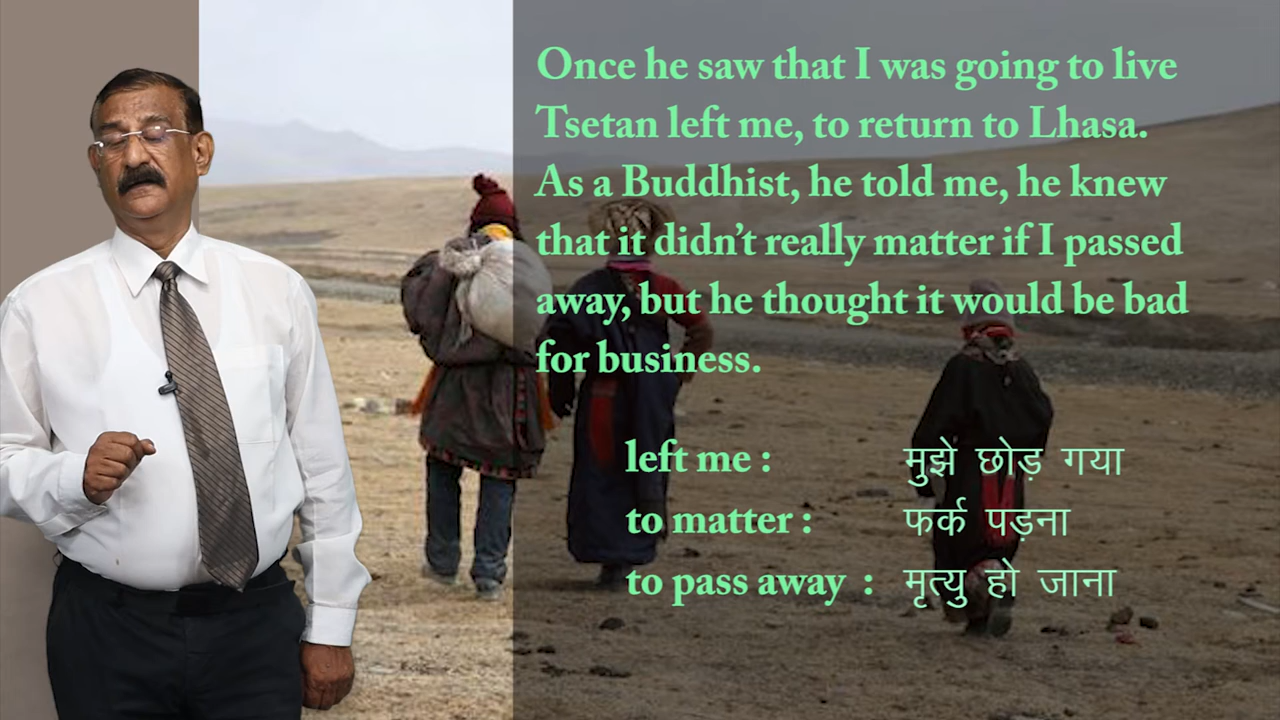 Once he saw that I was going to live
Tsetan left me, to return to Lhasa.
As a Buddhist, he told me, he knew
that it didn’t really matter if I passed
away, but he thought it would be bad
for business.
left me : मुझे छोड़ गया
to matter : फर्क पड़ना
to pass away : मृत्यु हो जाना